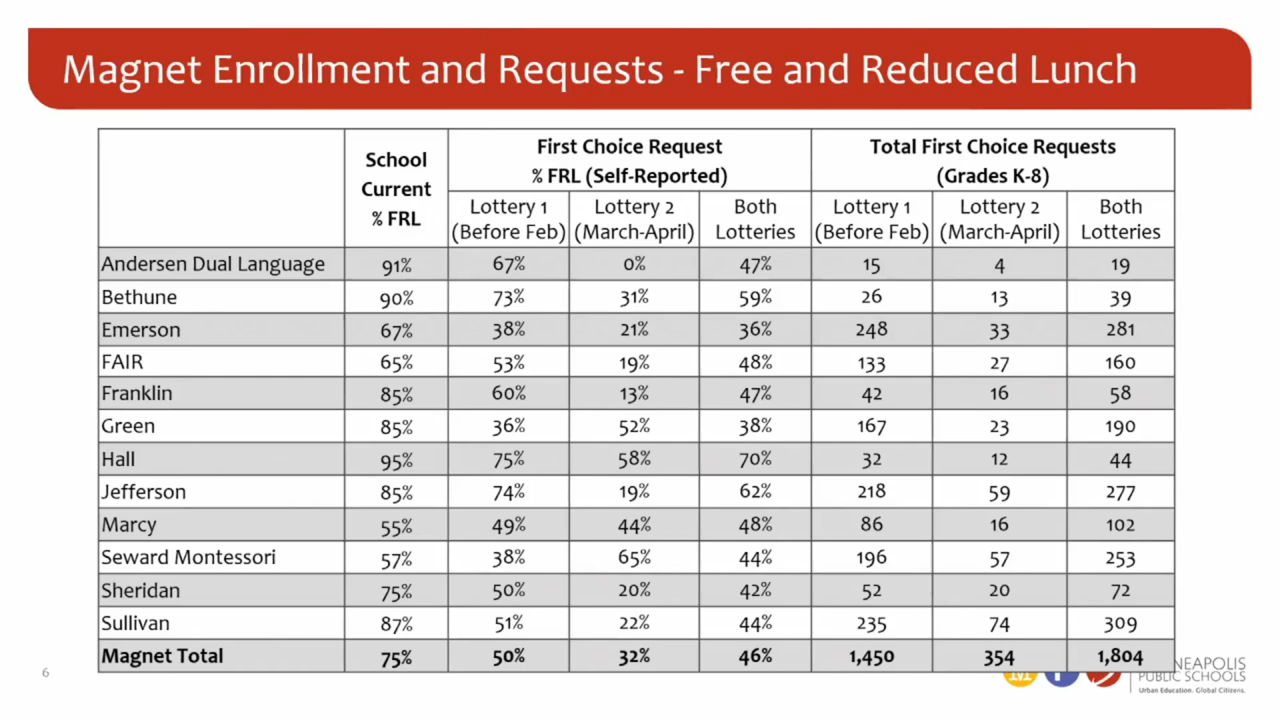 Magnet Enrollment and Requests - Free and Reduced Lunch
School Current % FRL
First Choice Request % FRL (Self-Reported)
Total First Choice Requests (Grades K-8)
Lottery 1 (Before Feb) Lottery 2 (March-April) Both Lotteries Lottery 1 (Before Feb) Lottery 2 (March-April) Both Lotteries
Andersen Dual Language 91% 67% 0% 47% 15 4 19
Bethune 90% 73% 31% 59% 26 13 39
Emerson 67% 38% 21% 36% 248 33 281
FAIR 65% 53% 19% 48% 133 27 160
Franklin 85% 60% 13% 47% 42 16 58
Green 85% 36% 52% 38% 167 23 190
Hall 95% 75% 58% 70% 32 12 44
Jefferson 85% 74% 19% 62% 218 59 277
Marcy 55% 49% 44% 48% 86 16 102
Seward Montessori 57% 38% 65% 44% 196 57 253
Sheridan 75% 50% 20% 42% 52 20 72
Sullivan 87% 51% 22% 44% 235 74 309
Magnet Total 75% 50% 32% 46% 1,450 354 1,804
6
NEAPOLIS
PUBLIC SCHOOLS
Urban Education. Global Citizens.